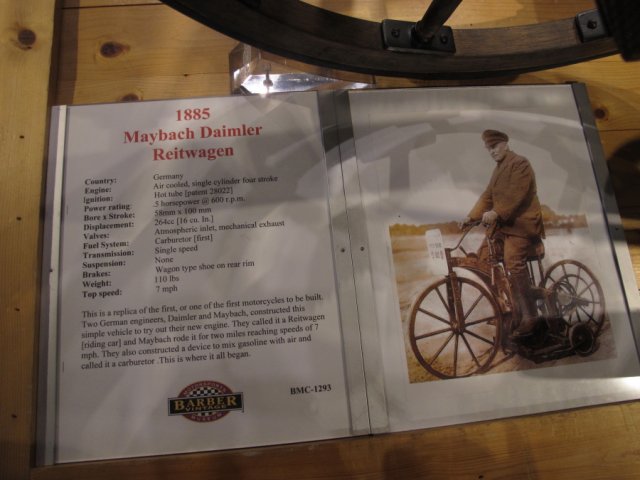 1885
Maybach Daimler
Reitwagen
Country: Germany
Engine: Air cooled, single cylinder four stroke
Ignition: Hot tube [patent 28022]
Power rating: .5 horsepower @ 600 r.p.m.
Bore x Stroke: 58mm x 100 mm
Displacement: 264cc [16 cu. In.]
Valves: Atmospheric inlet, mechanical exhaust
Fuel System: Carburetor [first]
Transmission: Single speed
Suspension: None
Brakes: Wagon type shoe on rear rim
Weight: 110 lbs
Top speed: 7 mph
This is a replica of the first, or one of the first motorcycles to be built.
Two German engineers, Daimler and Maybach, constructed this
simple vehicle to try out their new engine. They called it a Reitwagen
[riding car] and Maybach rode it for two miles reaching speeds of 7
mph. They also constructed a device to mix gasoline with air and
called it a carburetor .This is where it all began.
MOTORSPORTS
BARBER
VINTAGE
MUSEUM
BMC-1293